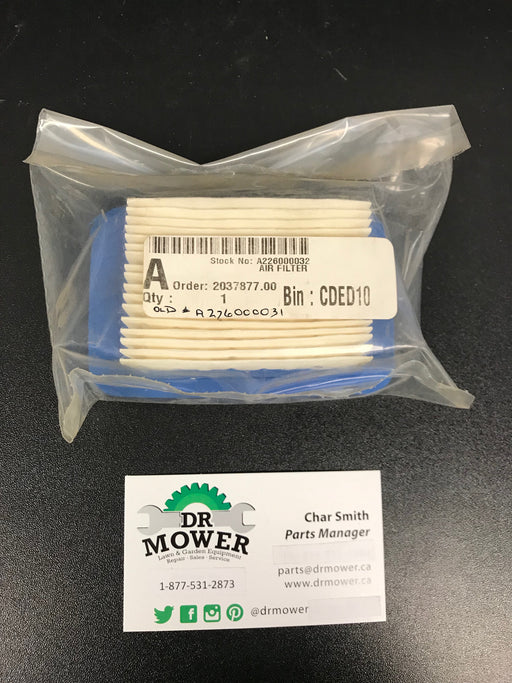 Stock No: A226000032
AIR FILTER
A
Order: 2037877.00
Qty : 1
Bin : CDED10
OLD # A226000031
DR
MOWER
Lawn & Garden Equipment
Repair - Sales - Service
1-877-531-2873
Char Smith
Parts Manager
parts@drmower.ca
www.drmower.ca
@drmower